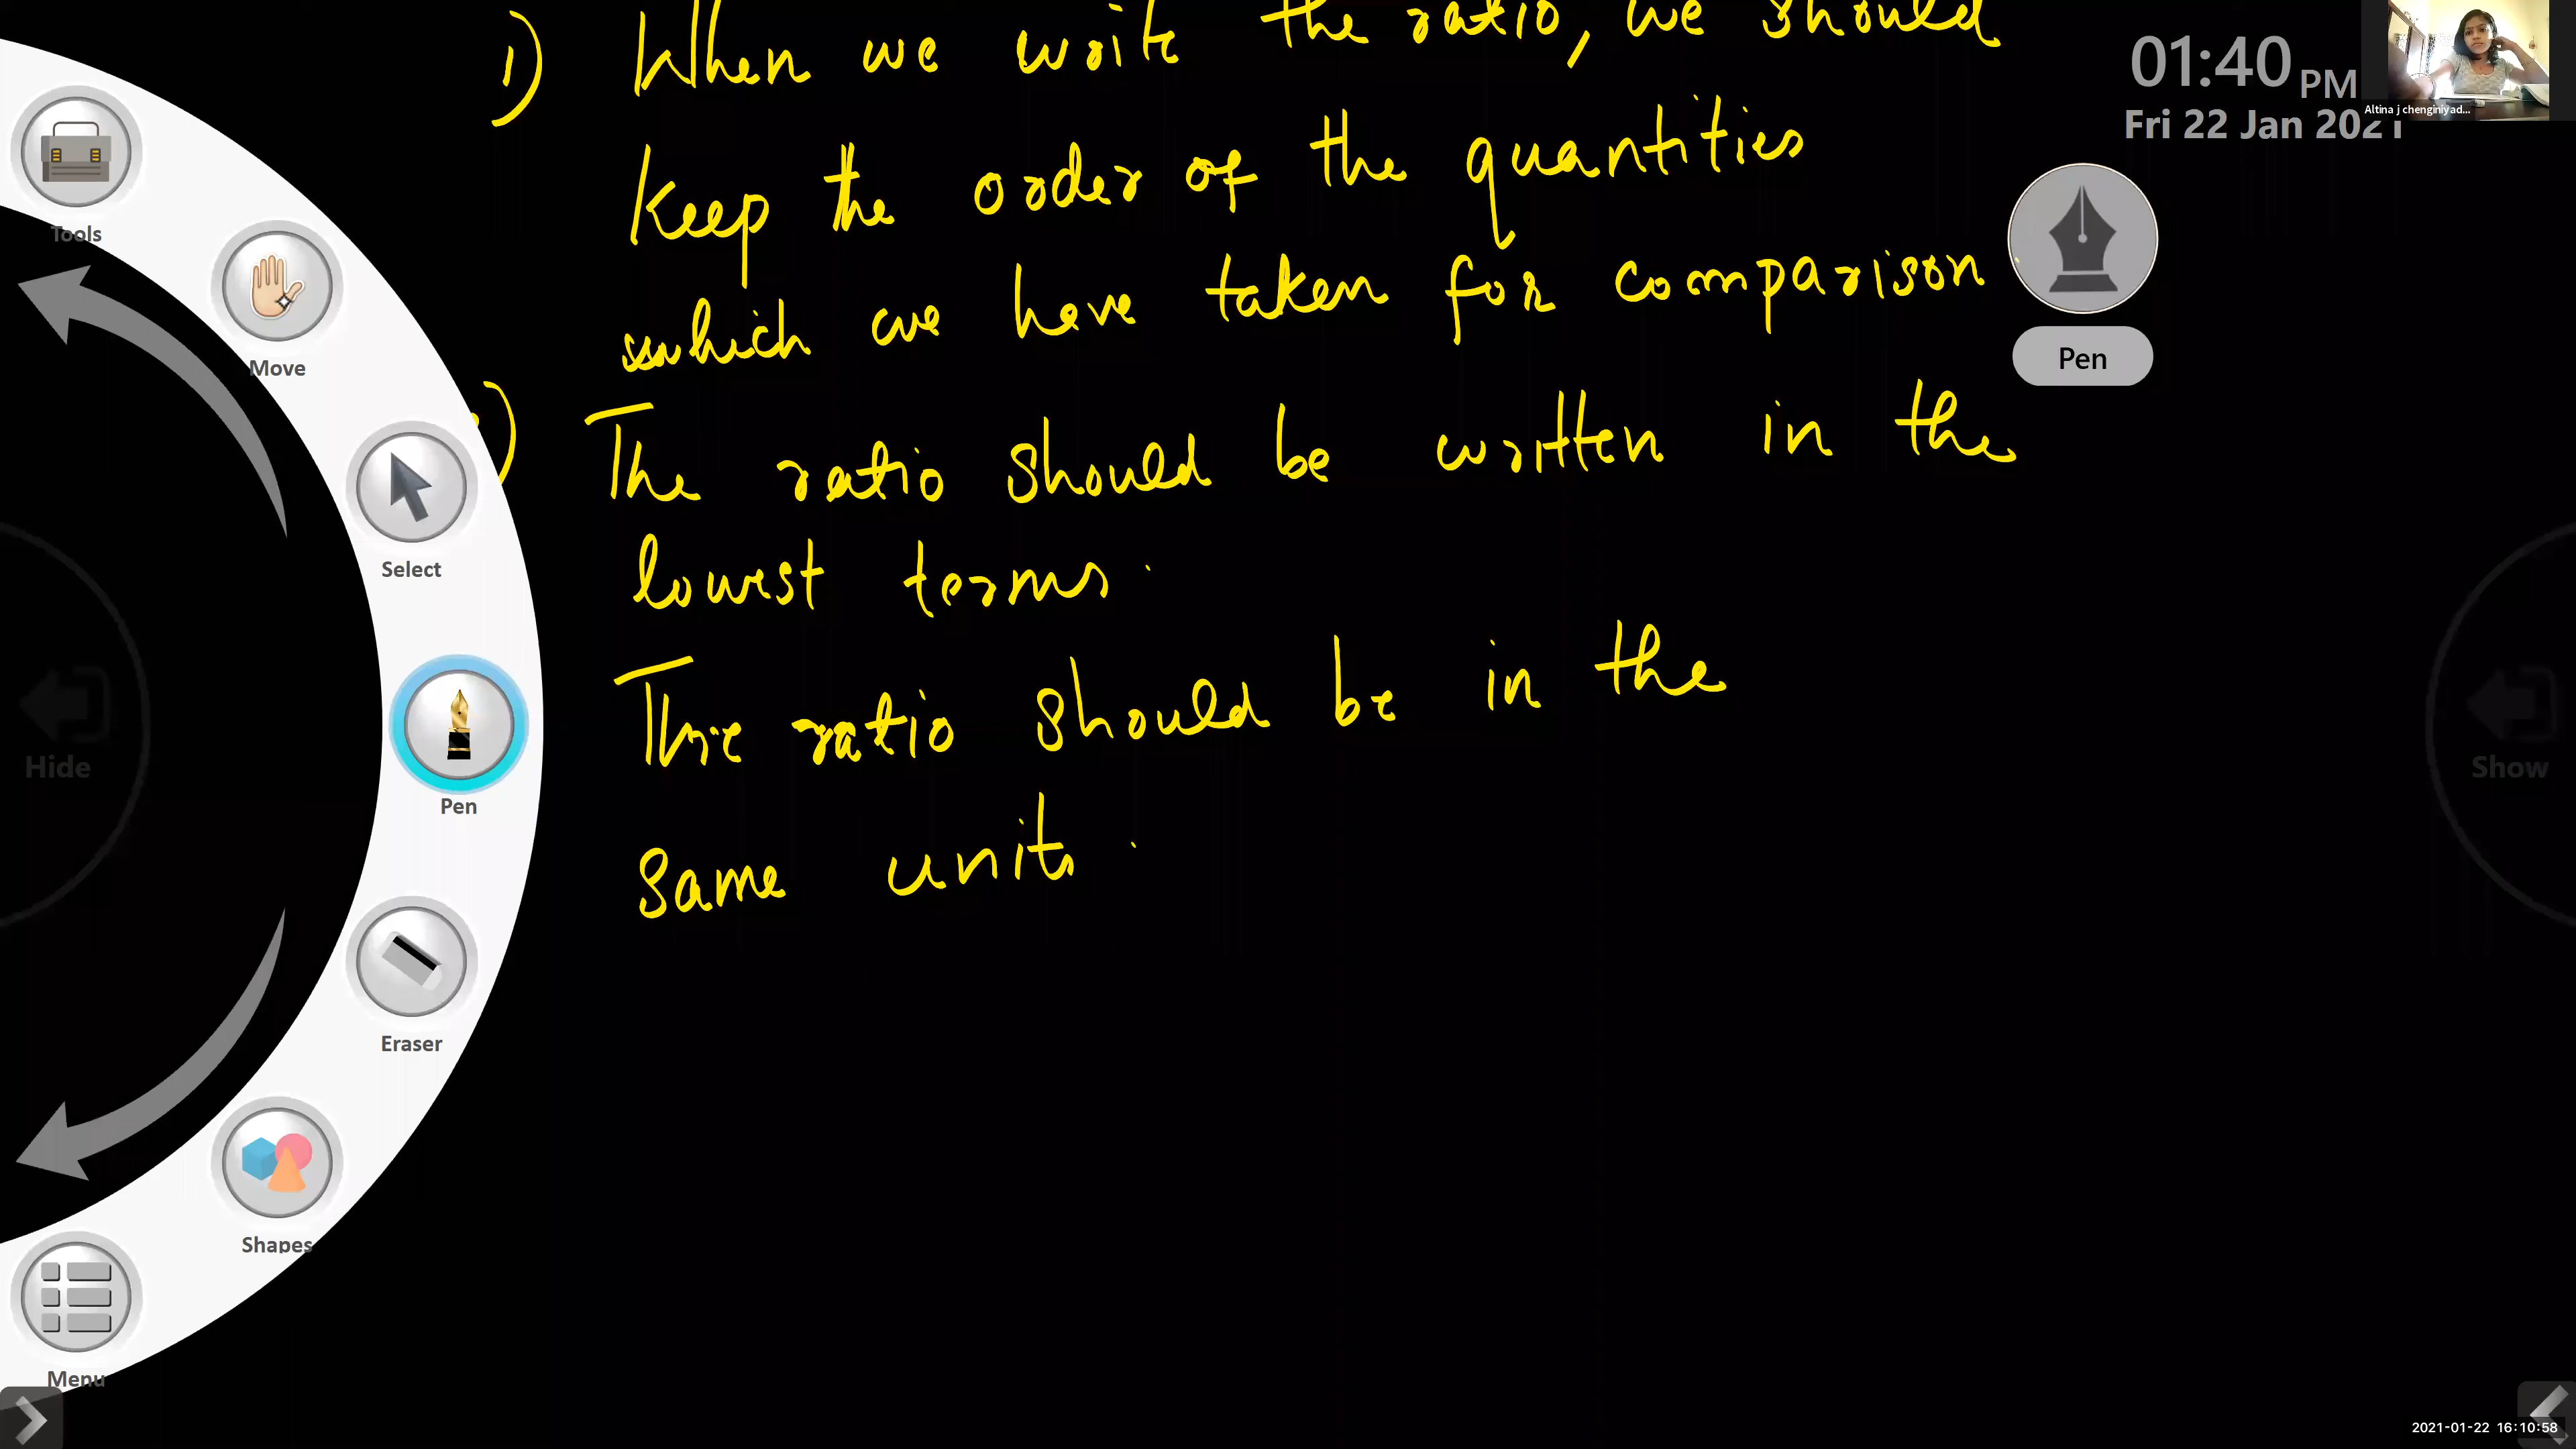 1) When we write the ratio, we should
01:40 PM
Altina j chenginiyad...
Fri 22 Jan 2021
Keep the order of the quantities
Tools
which we have taken for comparison.
Move
Pen
) The ratio should be written in the
Select
lowest terms.
The ratio should be in the
Hide
Show
Pen
same units.
Eraser
Shapes
Menu
2021-01-22 16:10:58